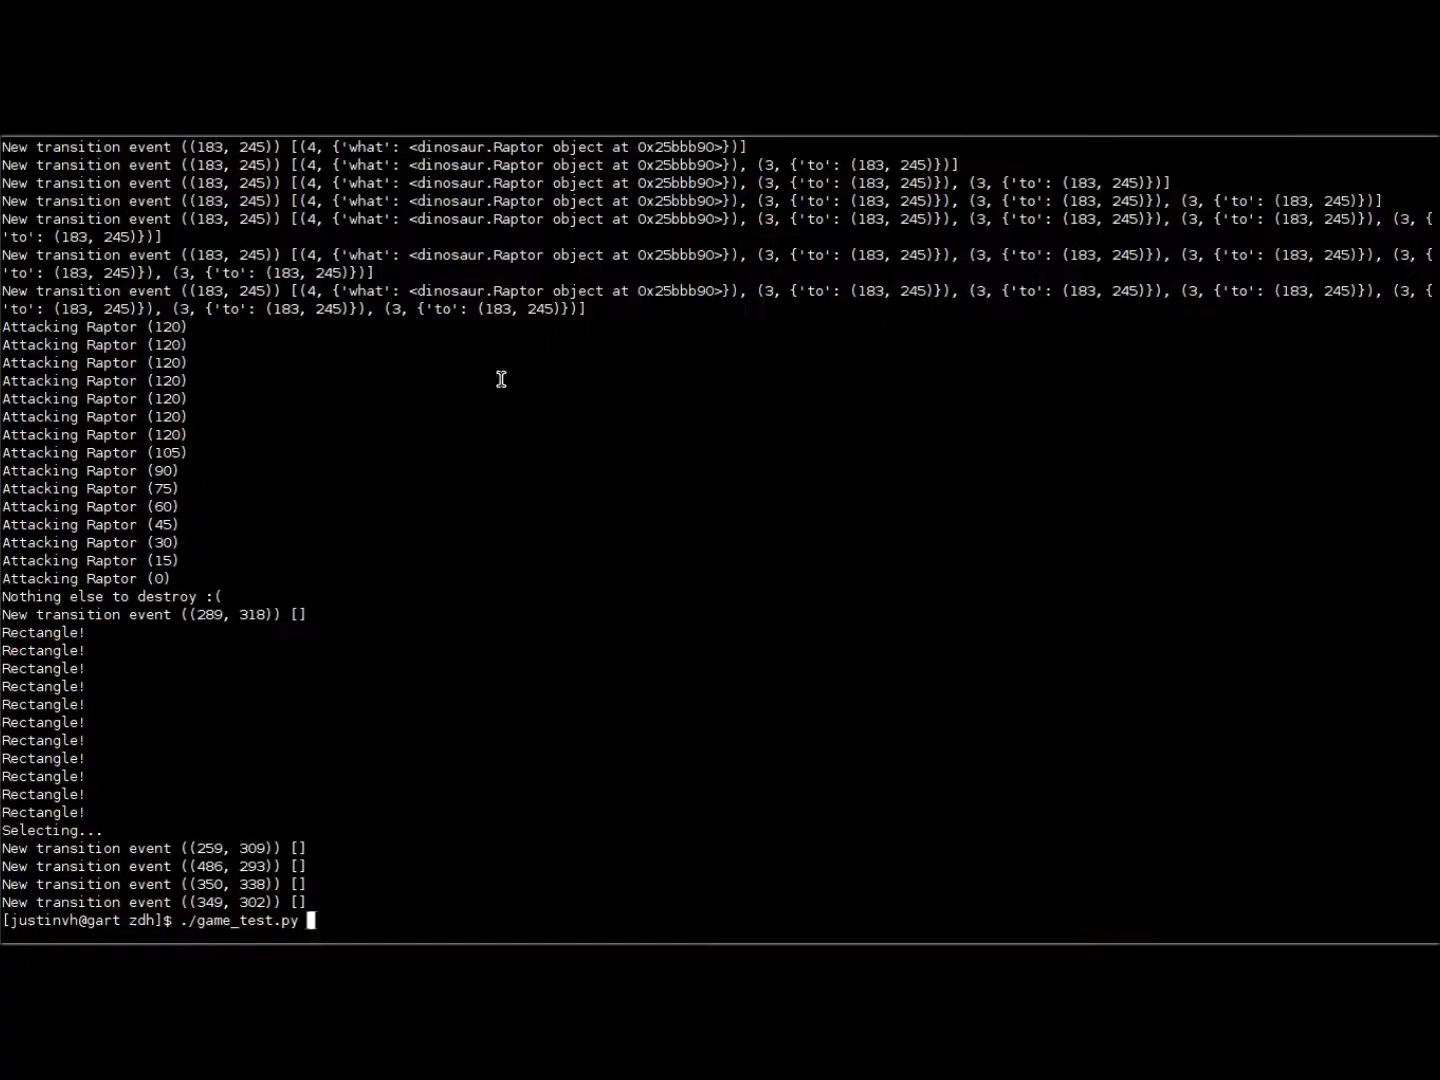 New transition event ((183, 245)) [(4, {'what': <dinosaur.Raptor object at 0x25bbb90>})]
New transition event ((183, 245)) [(4, {'what': <dinosaur.Raptor object at 0x25bbb90>}), (3, {'to': (183, 245)})]
New transition event ((183, 245)) [(4, {'what': <dinosaur.Raptor object at 0x25bbb90>}), (3, {'to': (183, 245)}), (3, {'to': (183, 245)})]
New transition event ((183, 245)) [(4, {'what': <dinosaur.Raptor object at 0x25bbb90>}), (3, {'to': (183, 245)}), (3, {'to': (183, 245)}), (3, {'to': (183, 245)})]
New transition event ((183, 245)) [(4, {'what': <dinosaur.Raptor object at 0x25bbb90>}), (3, {'to': (183, 245)}), (3, {'to': (183, 245)}), (3, {'to': (183, 245)}), (3, {
'to': (183, 245)})]
New transition event ((183, 245)) [(4, {'what': <dinosaur.Raptor object at 0x25bbb90>}), (3, {'to': (183, 245)}), (3, {'to': (183, 245)}), (3, {'to': (183, 245)}), (3, {
'to': (183, 245)}), (3, {'to': (183, 245)})]
New transition event ((183, 245)) [(4, {'what': <dinosaur.Raptor object at 0x25bbb90>}), (3, {'to': (183, 245)}), (3, {'to': (183, 245)}), (3, {'to': (183, 245)}), (3, {
'to': (183, 245)}), (3, {'to': (183, 245)}), (3, {'to': (183, 245)})]
Attacking Raptor (120)
Attacking Raptor (120)
Attacking Raptor (120)
Attacking Raptor (120)
Attacking Raptor (120)
Attacking Raptor (120)
Attacking Raptor (120)
Attacking Raptor (105)
Attacking Raptor (90)
Attacking Raptor (75)
Attacking Raptor (60)
Attacking Raptor (45)
Attacking Raptor (30)
Attacking Raptor (15)
Attacking Raptor (0)
Nothing else to destroy :(
New transition event ((289, 318)) []
Rectangle!
Rectangle!
Rectangle!
Rectangle!
Rectangle!
Rectangle!
Rectangle!
Rectangle!
Rectangle!
Rectangle!
Rectangle!
Selecting...
New transition event ((259, 309)) []
New transition event ((486, 293)) []
New transition event ((350, 338)) []
New transition event ((349, 302)) []
[justinvh@gart zdh]$ ./game_test.py